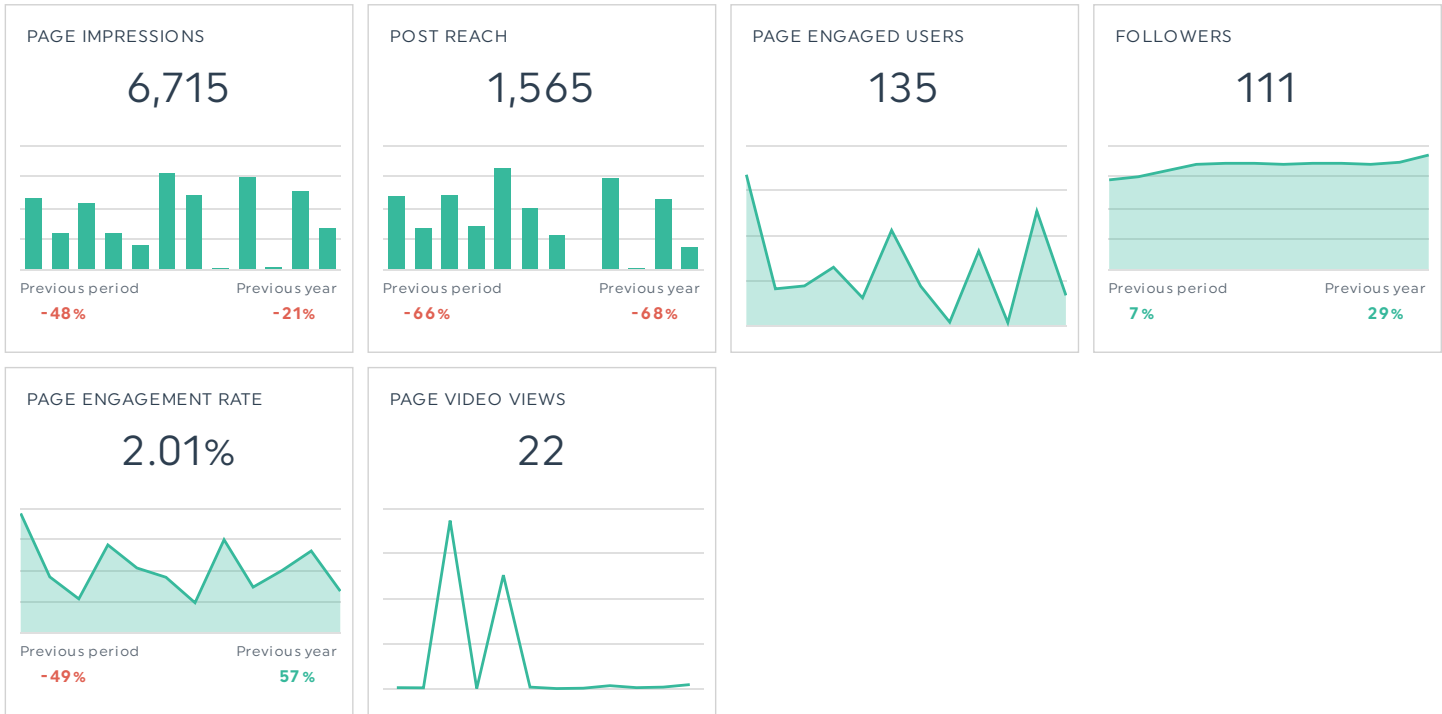 PAGE IMPRESSIONS
6,715
Previous period
Previous year
-48%
-21%
POST REACH
1,565
Previous period
Previous year
-66%
-68%
PAGE ENGAGED USERS
135
FOLLOWERS
111
Previous period
Previous year
7%
29%
PAGE ENGAGEMENT RATE
2.01%
Previous period
Previous year
-49%
57%
PAGE VIDEO VIEWS
22